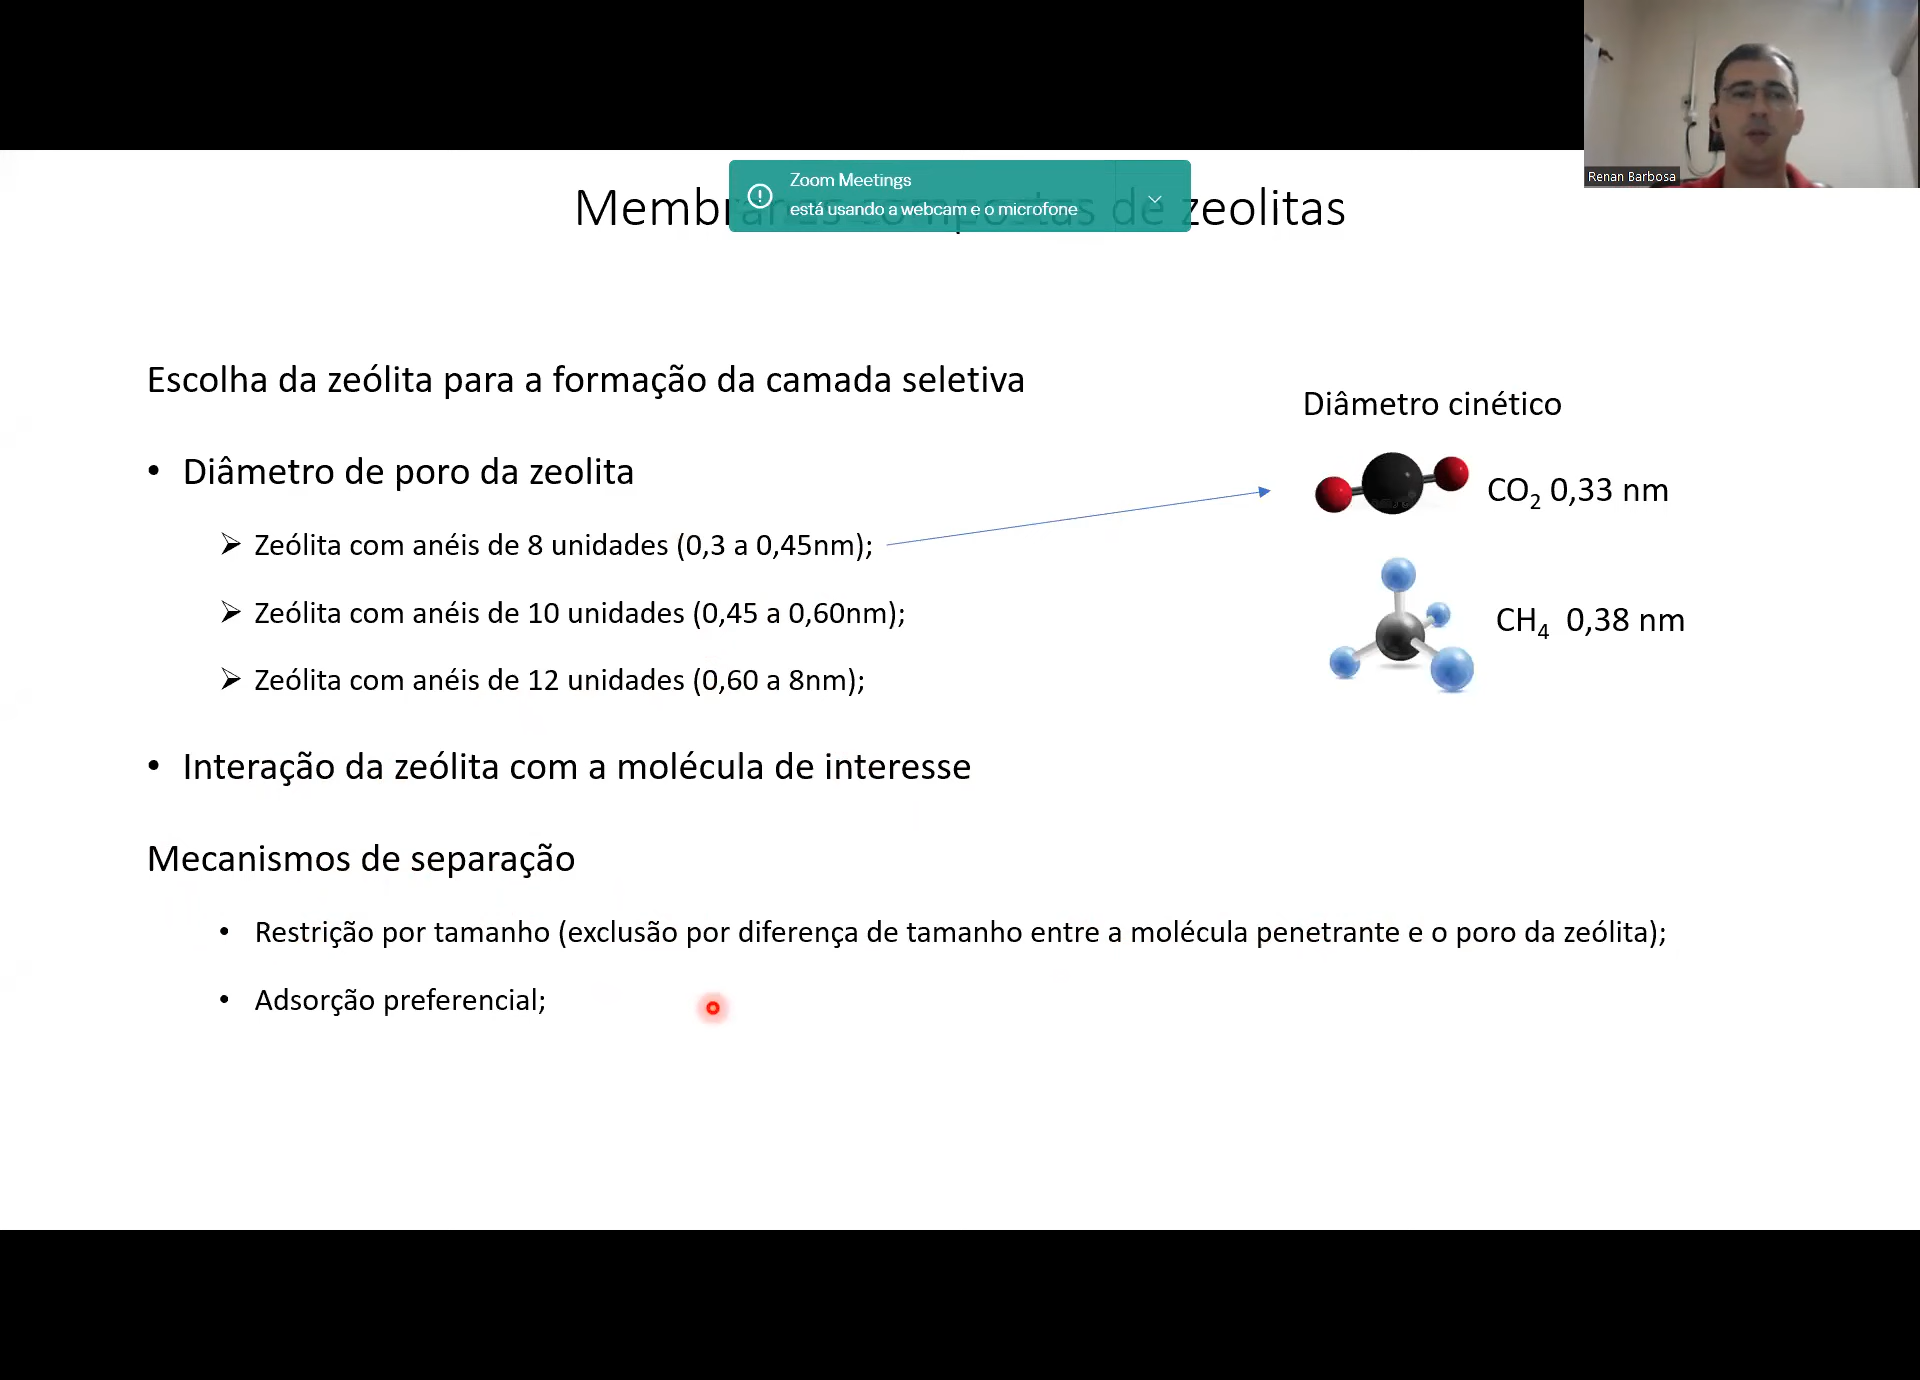 Renan Barbosa
Zoom Meetings
está usando a webcam e o microfone
Membranas compostas de zeolitas
Escolha da zeólita para a formação da camada seletiva
Diâmetro cinético
• Diâmetro de poro da zeolita
CO2 0,33 nm
➢ Zeólita com anéis de 8 unidades (0,3 a 0,45nm);
➢ Zeólita com anéis de 10 unidades (0,45 a 0,60nm);
CH4 0,38 nm
➢ Zeólita com anéis de 12 unidades (0,60 a 8nm);
• Interação da zeólita com a molécula de interesse
Mecanismos de separação
• Restrição por tamanho (exclusão por diferença de tamanho entre a molécula penetrante e o poro da zeólita);
• Adsorção preferencial;